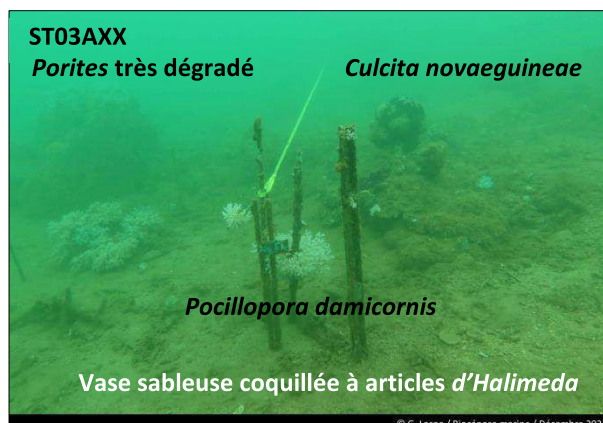 ST03AXX
Porites très dégradé
Culcita novaeguineae
Pocillopora damicornis
Vase sableuse coquillée à articles d'Halimeda